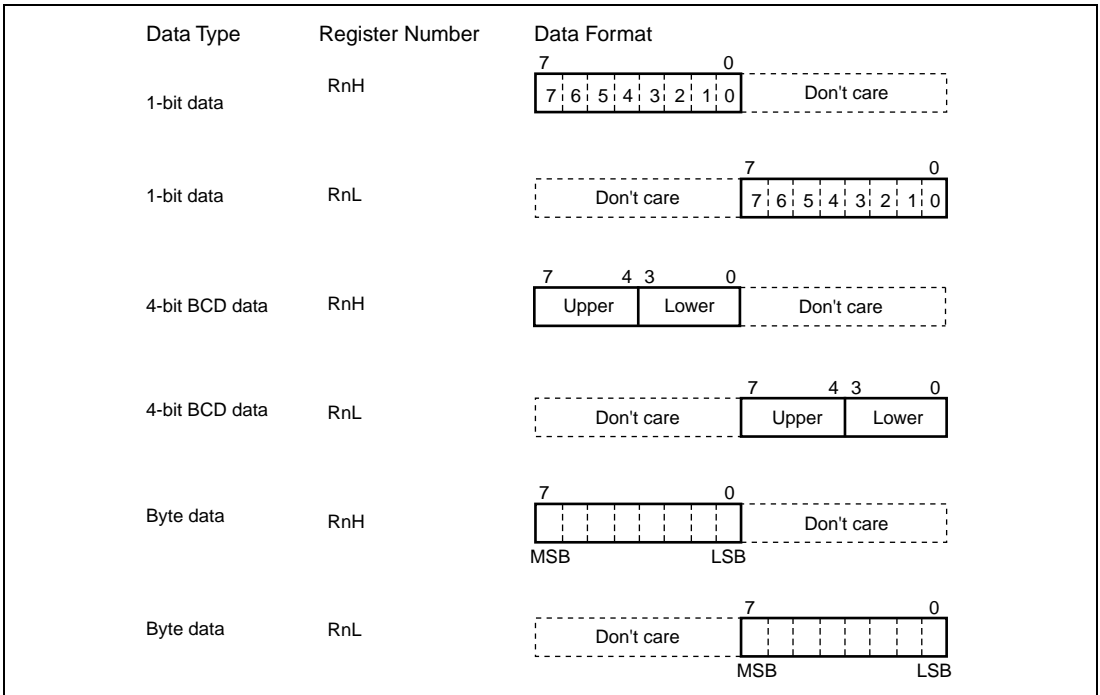 Data Type Register Number Data Format
7 0
1-bit data RnH 7 6 5 4 3 2 1 0 Don't care
7 0
1-bit data RnL Don't care 7 6 5 4 3 2 1 0
7 4 3 0
4-bit BCD data RnH Upper Lower Don't care
7 4 3 0
4-bit BCD data RnL Don't care Upper Lower
7 0
Byte data RnH Don't care
MSB LSB
7 0
Byte data RnL Don't care
MSB LSB